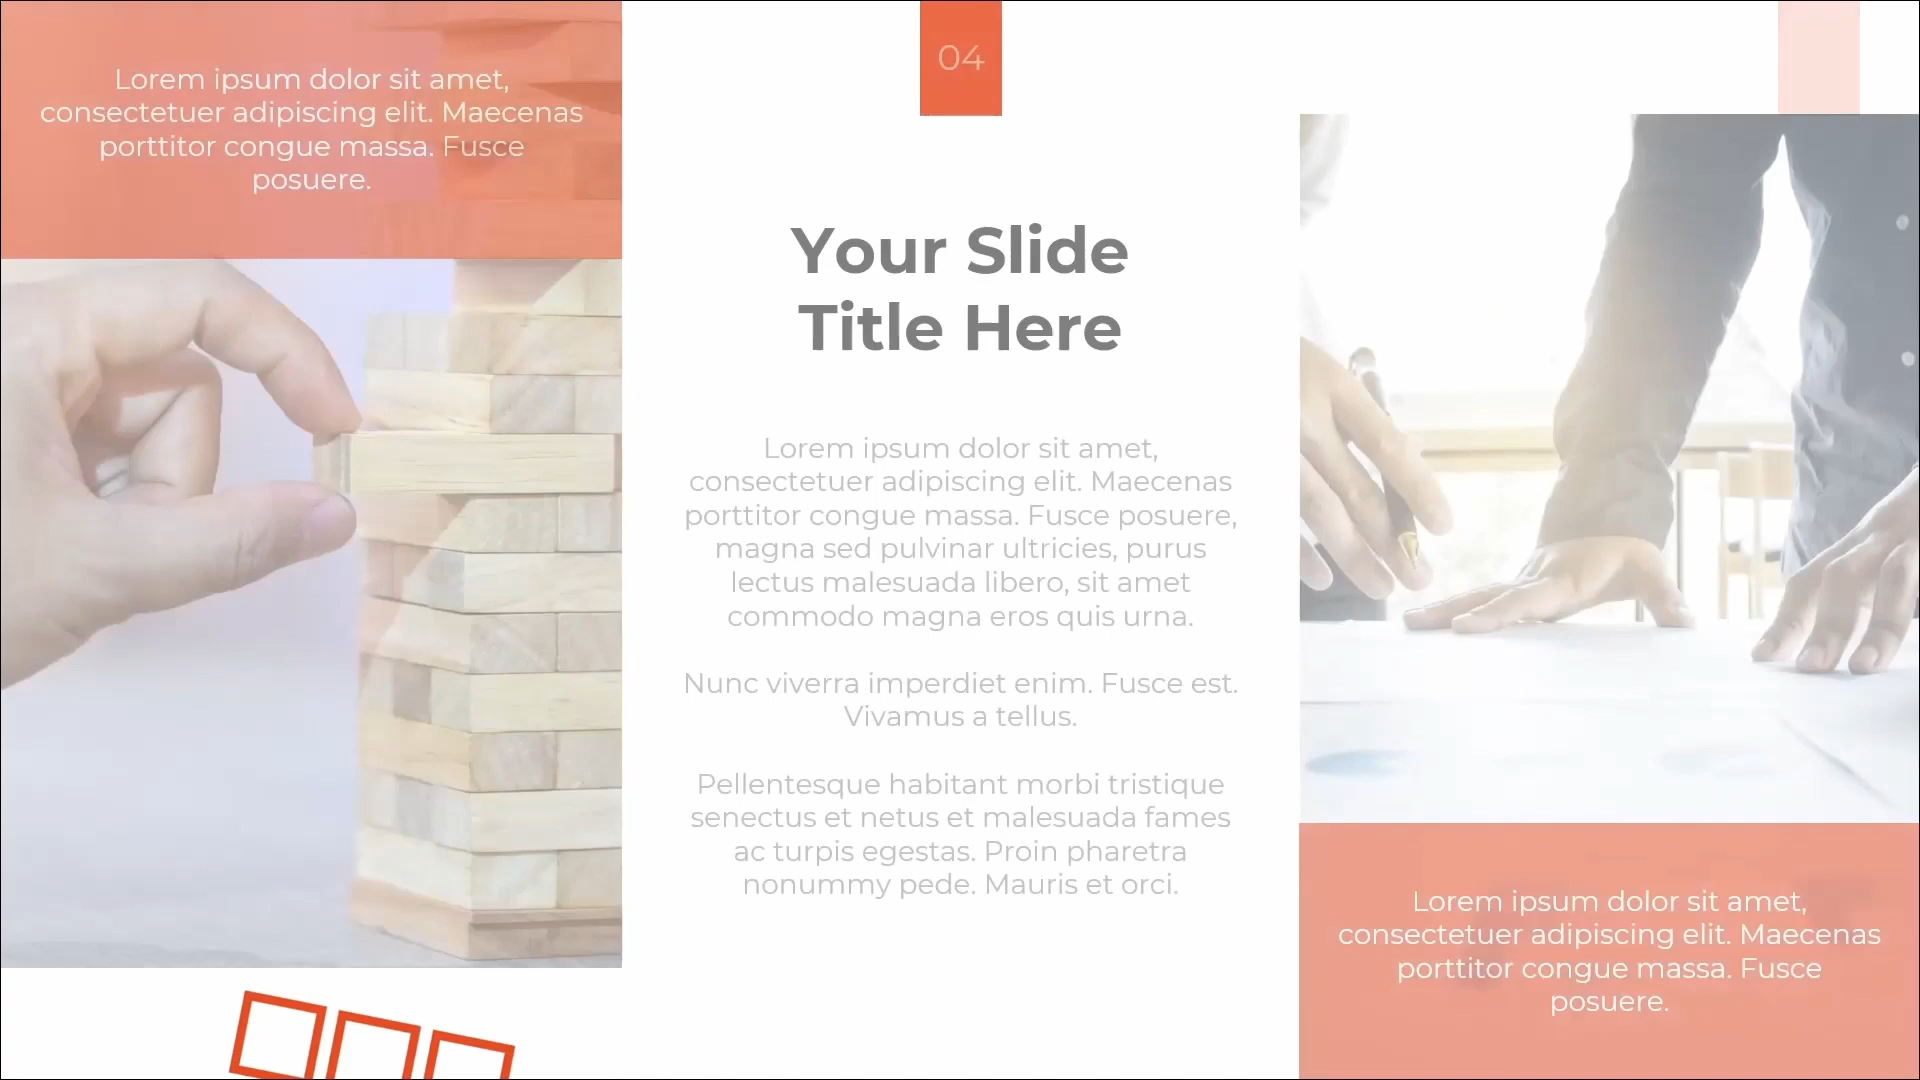 Lorem ipsum dolor sit amet,
consectetuer adipiscing elit. Maecenas
porttitor congue massa. Fusce
posuere.
04
Your Slide
Title Here
Lorem ipsum dolor sit amet,
consectetuer adipiscing elit. Maecenas
porttitor congue massa. Fusce posuere,
magna sed pulvinar ultricies, purus
lectus malesuada libero, sit amet
commodo magna eros quis urna.
Nunc viverra imperdiet enim. Fusce est.
Vivamus a tellus.
Pellentesque habitant morbi tristique
senectus et netus et malesuada fames
ac turpis egestas. Proin pharetra
nonummy pede. Mauris et orci.
Lorem ipsum dolor sit amet,
consectetuer adipiscing elit. Maecenas
porttitor congue massa. Fusce
posuere.